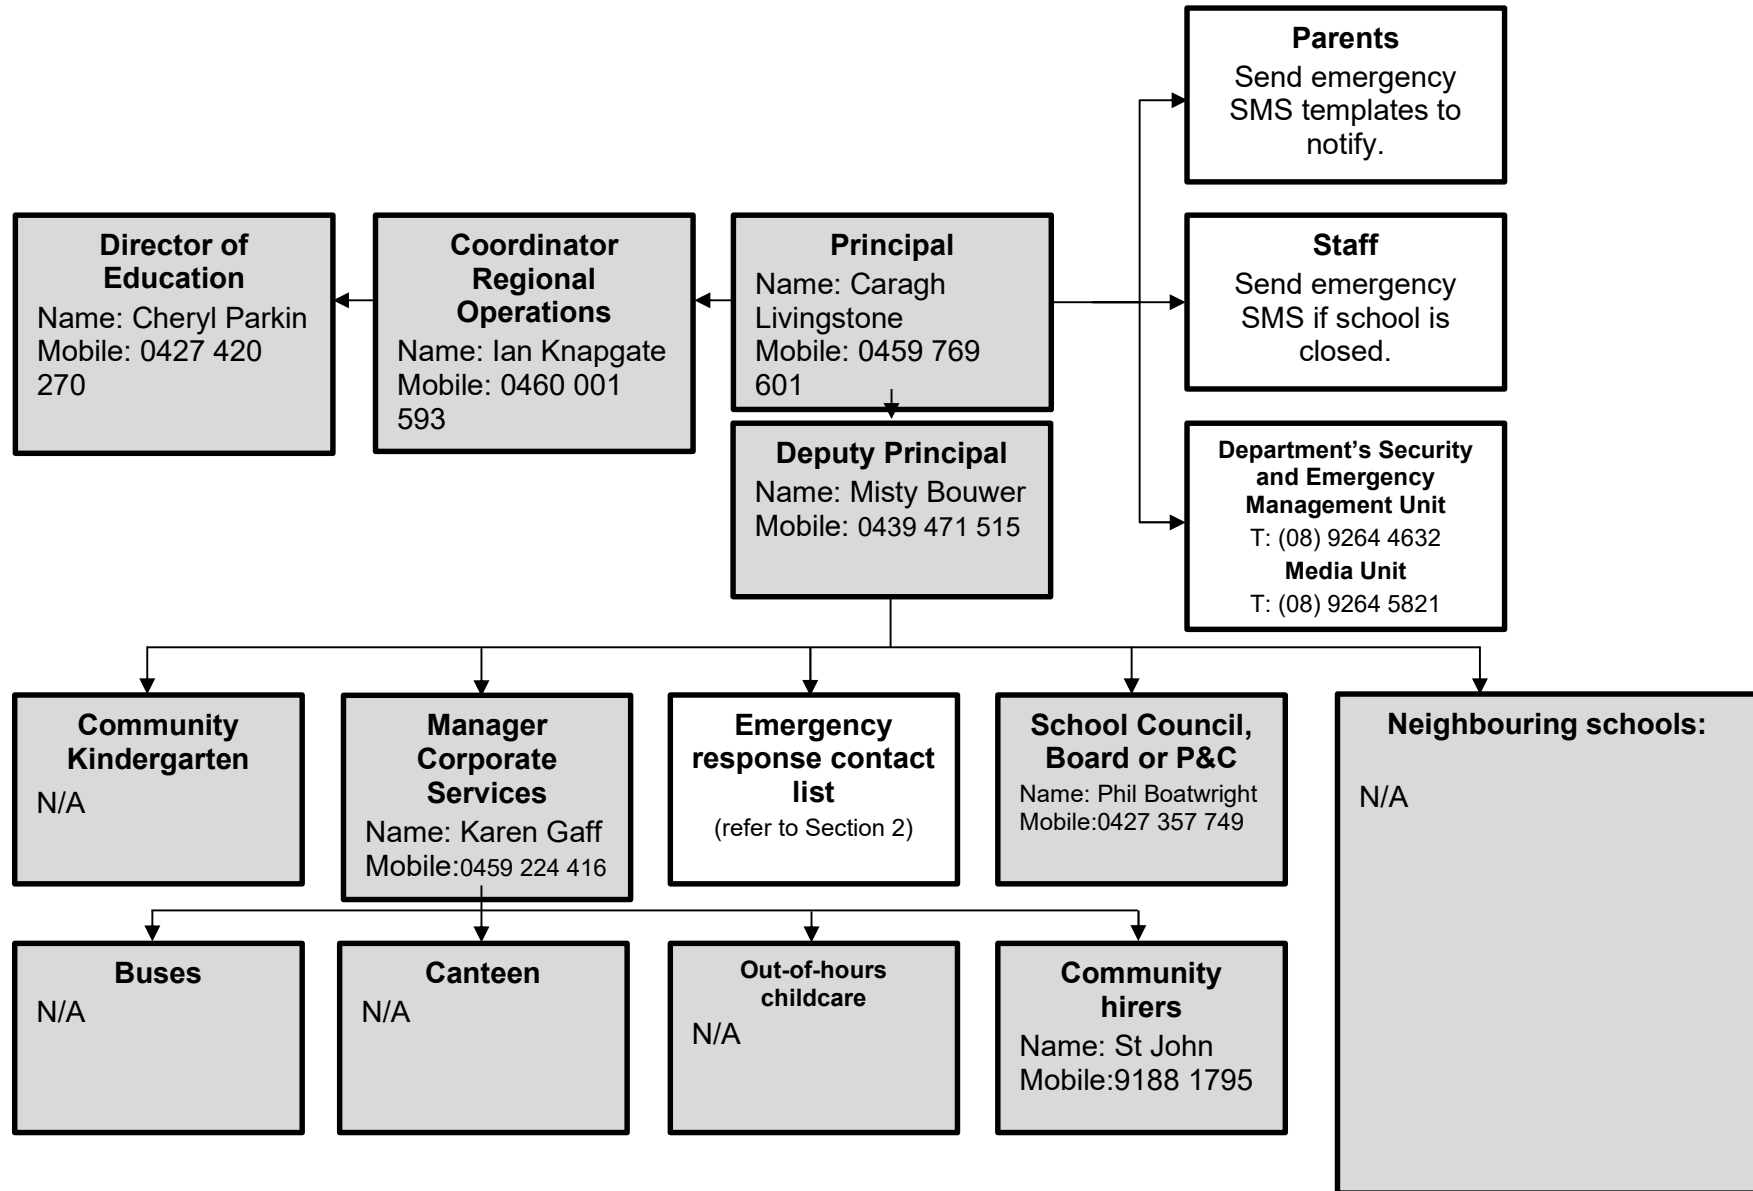 Parents
Send emergency
SMS templates to
notify.
Director of
Education
Name: Cheryl Parkin
Mobile: 0427 420
270
Coordinator
Regional
Operations
Name: Ian Knapgate
Mobile: 0460 001
593
Principal
Name: Caragh
Livingstone
Mobile: 0459 769
601
Staff
Send emergency
SMS if school is
closed.
Deputy Principal
Name: Misty Bouwer
Mobile: 0439 471 515
Department’s Security
and Emergency
Management Unit
T: (08) 9264 4632
Media Unit
T: (08) 9264 5821
Community
Kindergarten
N/A
Manager
Corporate
Services
Name: Karen Gaff
Mobile:0459 224 416
Emergency
response contact
list
(refer to Section 2)
School Council,
Board or P&C
Name: Phil Boatwright
Mobile:0427 357 749
Neighbouring schools:
N/A
Buses
N/A
Canteen
N/A
Out-of-hours
childcare
N/A
Community
hirers
Name: St John
Mobile:9188 1795